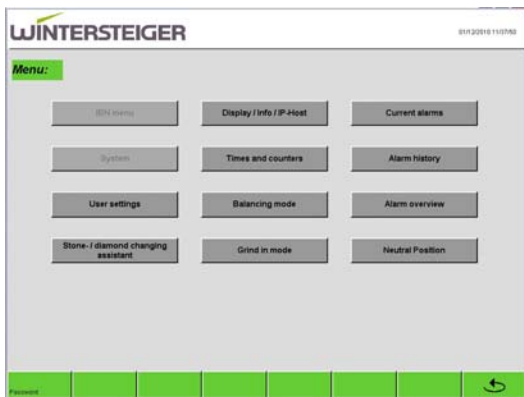 WINTERSTEIGER
Menu:
Display / Info / IP-Host
Current alarms
System
Times and counters
Alarm history
User settings
Balancing mode
Alarm overview
Stone- / diamond changing
assistant
Grind in mode
Neutral Position
Password